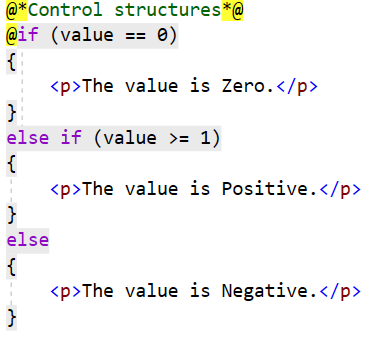 @*Control structures*@
@if (value == 0)
{
    <p>The value is Zero.</p>
}
else if (value >= 1)
{
    <p>The value is Positive.</p>
}
else
{
    <p>The value is Negative.</p>
}